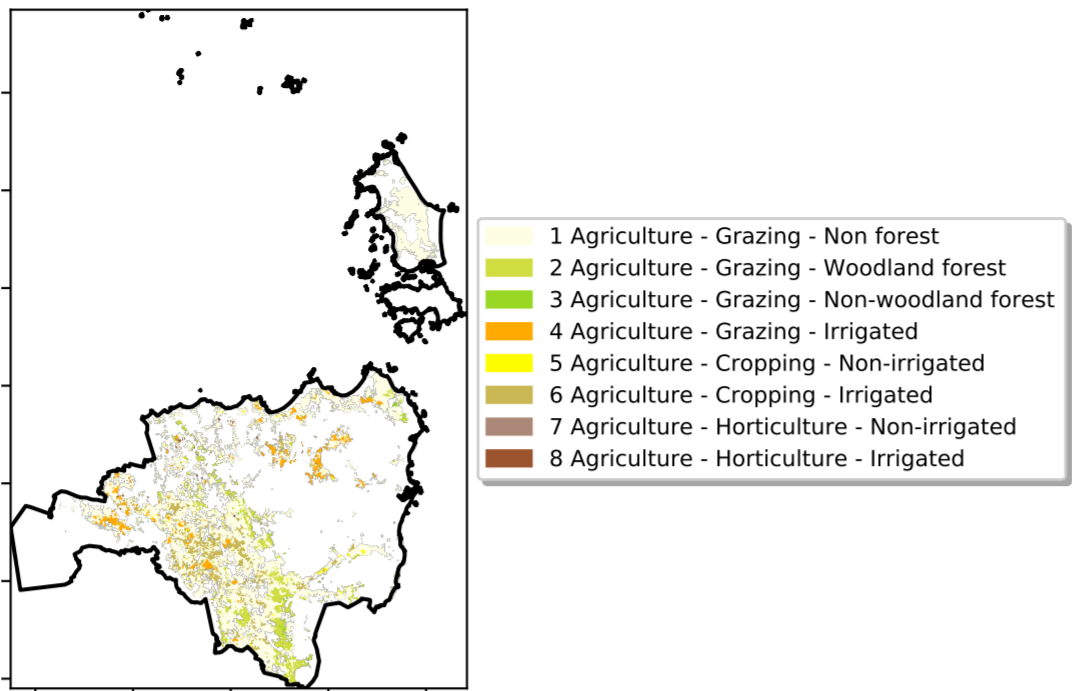 1 Agriculture - Grazing - Non forest
2 Agriculture - Grazing - Woodland forest
3 Agriculture - Grazing - Non-woodland forest
4 Agriculture - Grazing - Irrigated
5 Agriculture - Cropping - Non-irrigated
6 Agriculture - Cropping - Irrigated
7 Agriculture - Horticulture - Non-irrigated
8 Agriculture - Horticulture - Irrigated